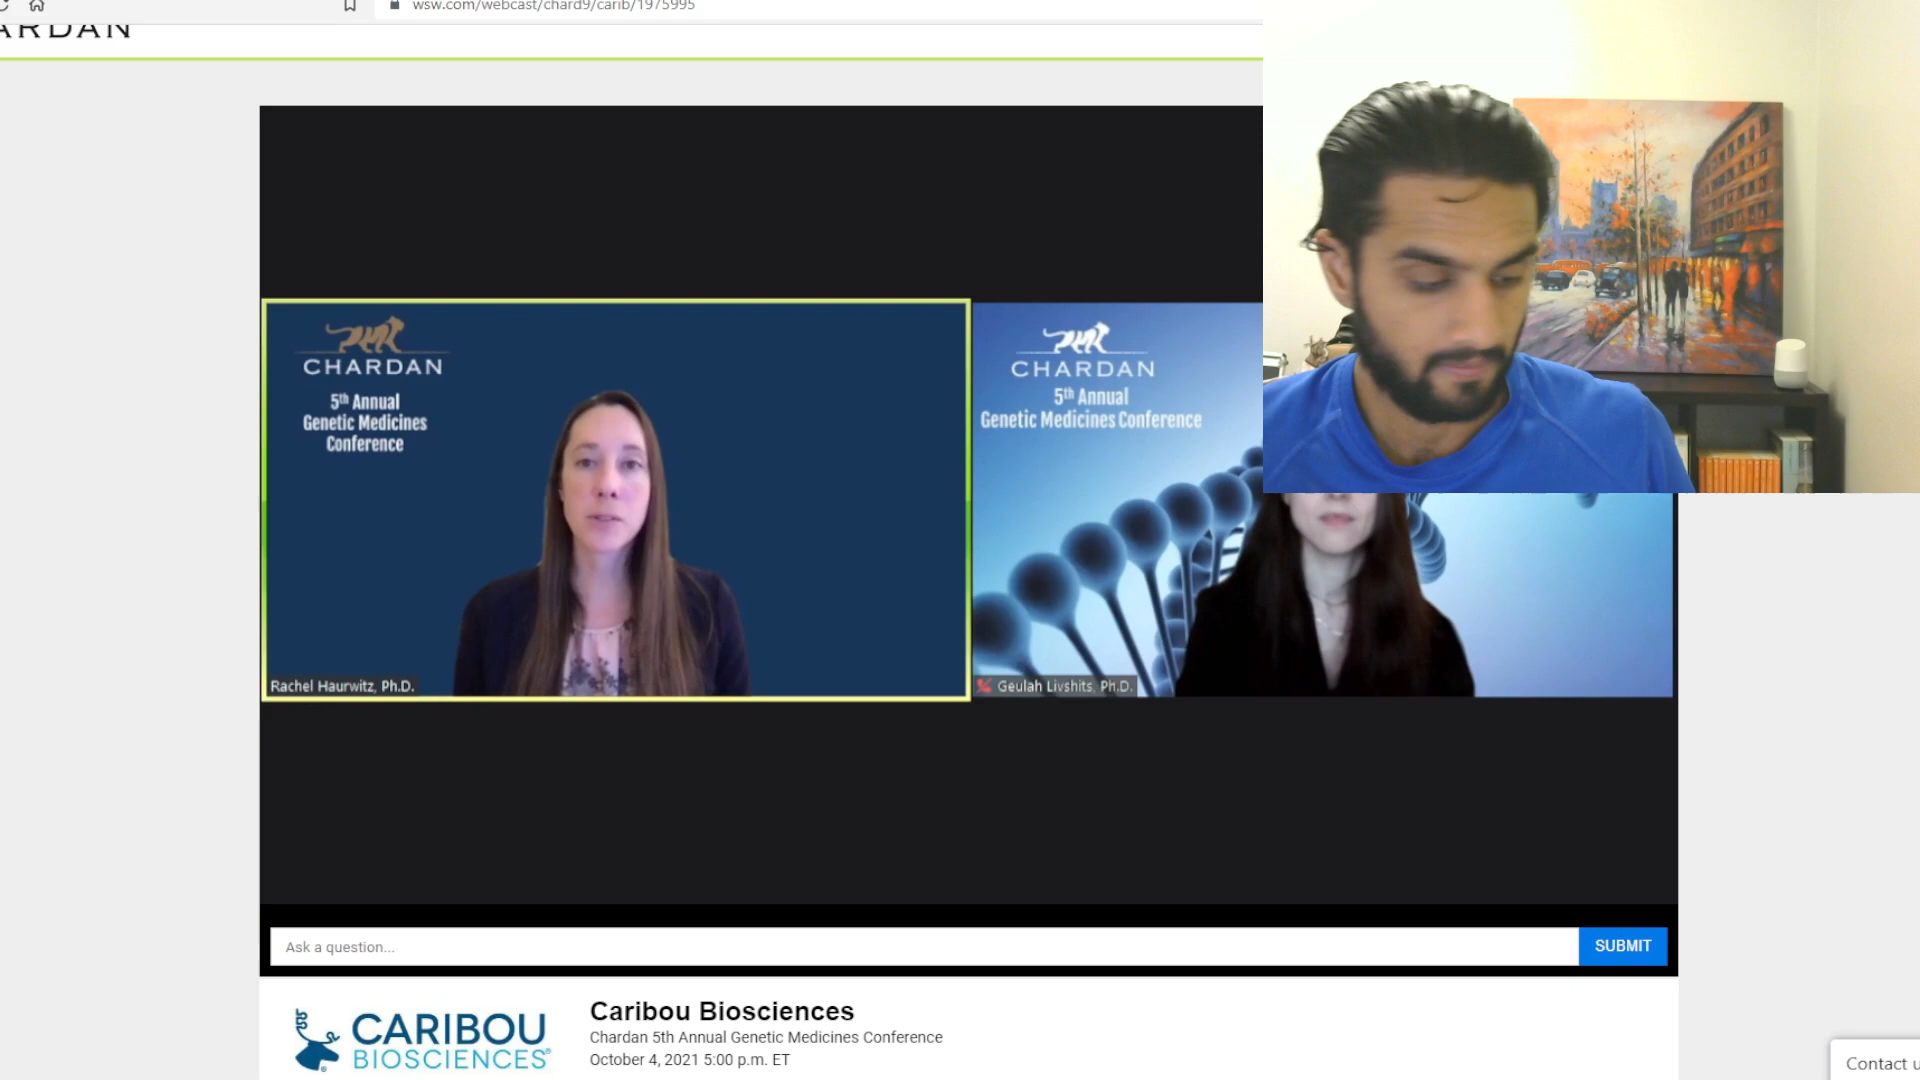 wsw.com/webcast/chard9/carib/1975995
ARDAN
CHARDAN
5th Annual
Genetic Medicines
Conference
Rachel Haurwitz, Ph.D.
CHARDAN
5th Annual
Genetic Medicines Conference
Geulah Livshits, Ph.D.
Ask a question...
SUBMIT
CARIBOU
BIOSCIENCES®
Caribou Biosciences
Chardan 5th Annual Genetic Medicines Conference
October 4, 2021 5:00 p.m. ET
Contact u